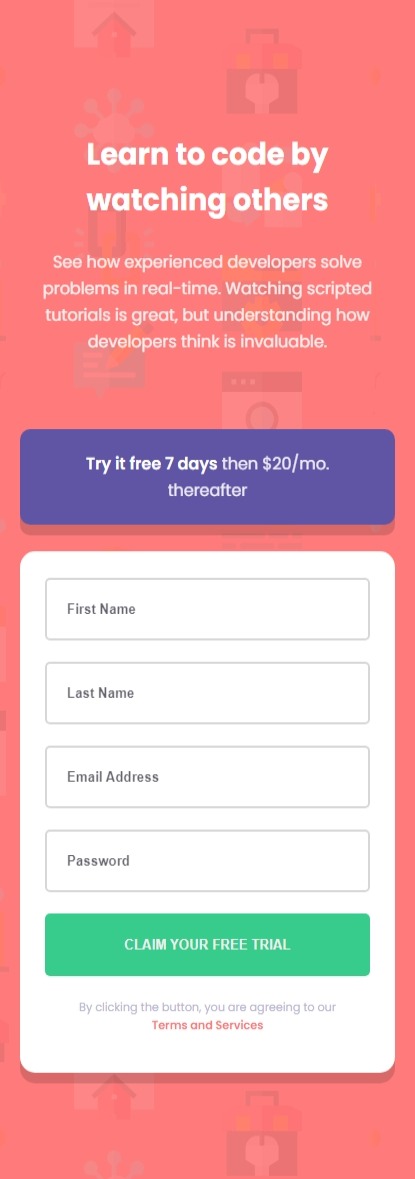 Learn to code by
watching others
See how experienced developers solve
problems in real-time. Watching scripted
tutorials is great, but understanding how
developers think is invaluable.
Try it free 7 days then $20/mo.
thereafter
First Name
Last Name
Email Address
Password
CLAIM YOUR FREE TRIAL
By clicking the button, you are agreeing to our
Terms and Services